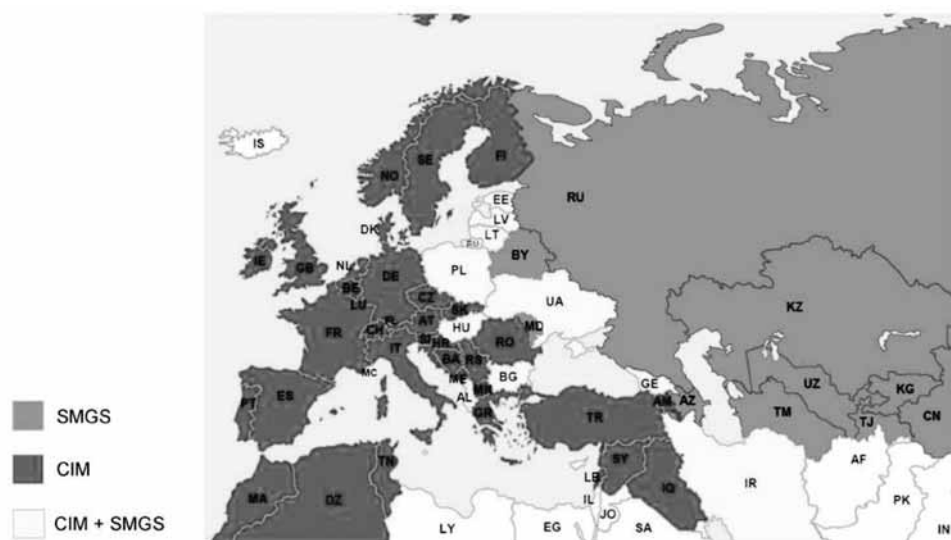 IS
NO
SE
FI
RU
EE
LV
LT
RU
BY
DK
IE
GB
NL
BE
LU
DE
PL
CZ
SK
UA
KZ
FR
CH
FL
AT
HU
MD
RO
SI
HR
IT
BA
RS
ME
MC
BG
GE
AM
AZ
UZ
KG
TM
TJ
CN
PT
ES
AL
GR
TR
SMGS
CIM
CIM + SMGS
MA
DZ
TN
LB
SY
IL
IQ
JO
IR
AF
PK
LY
EG
SA
IN